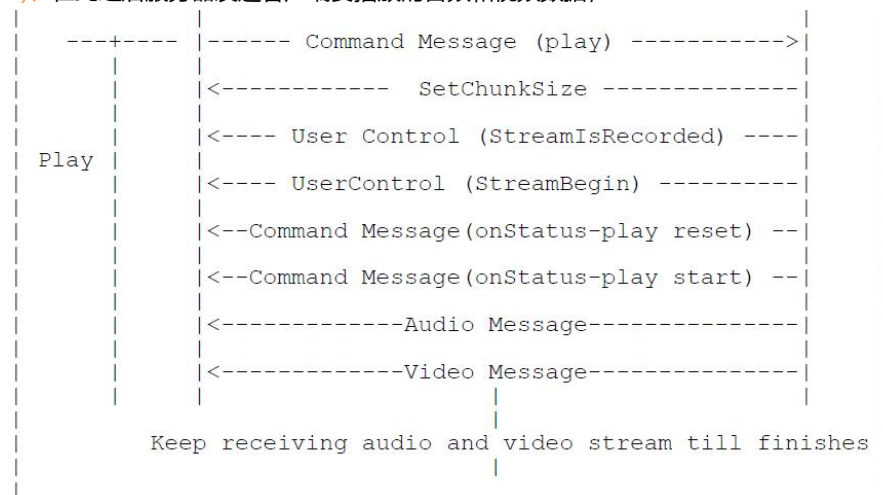 ---+---- |------ Command Message (play) ----------->|
|<------------ SetChunkSize --------------|
|<---- User Control (StreamIsRecorded) ----|
Play
|<---- UserControl (StreamBegin) ----------|
|<--Command Message(onStatus-play reset) --|
|<--Command Message(onStatus-play start) --|
|<-------------Audio Message---------------|
|<-------------Video Message---------------|
Keep receiving audio and video stream till finishes